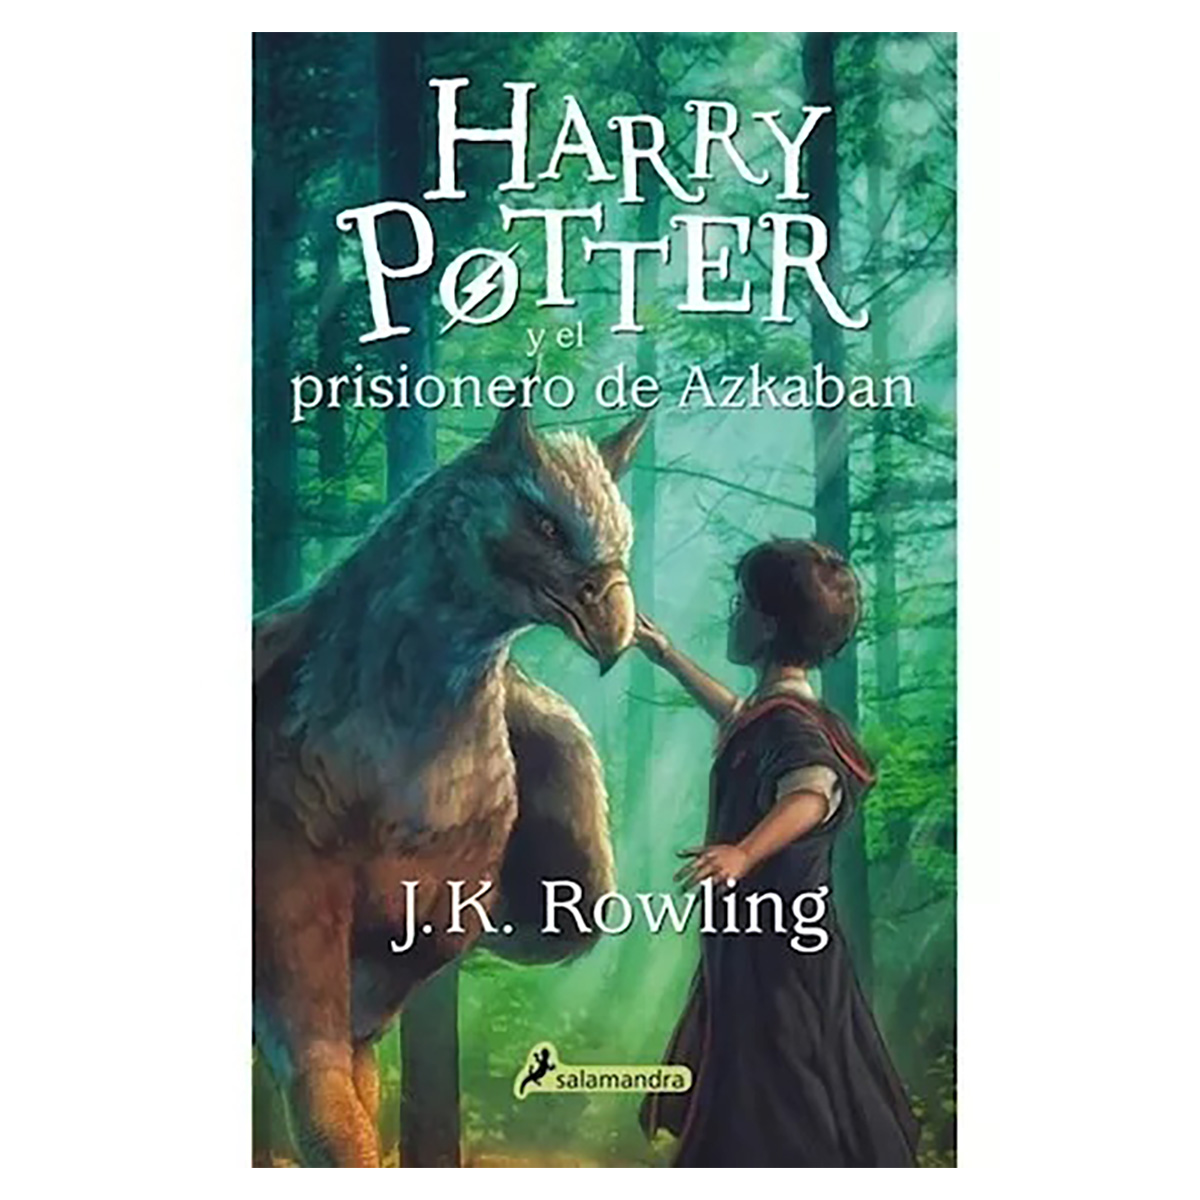 HARRY
POTTER
y el
prisionero de Azkaban
J.K. Rowling
salamandra